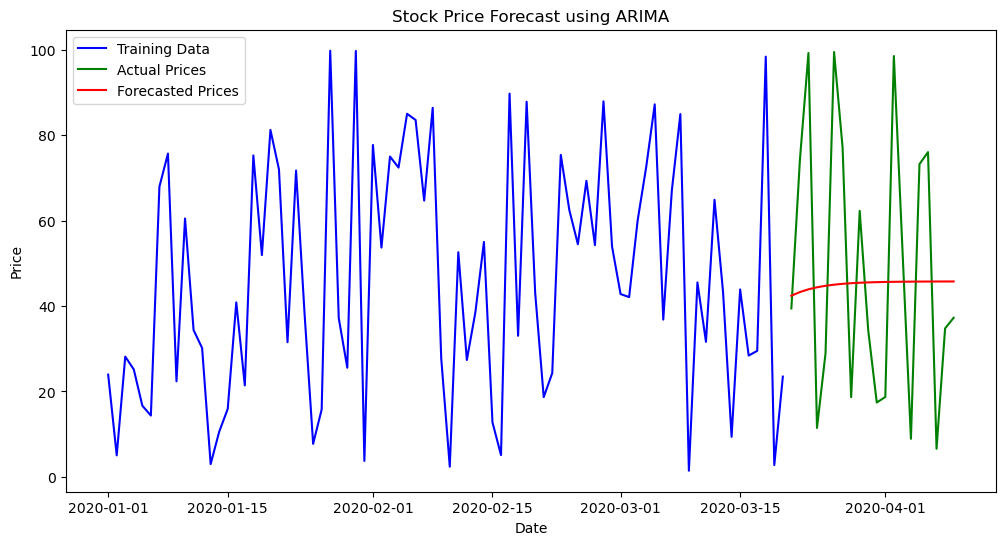 Stock Price Forecast using ARIMA
Training Data
Actual Prices
Forecasted Prices
100
80
60
40
20
0
Price
2020-01-01 2020-01-15 2020-02-01 2020-02-15 2020-03-01 2020-03-15 2020-04-01
Date